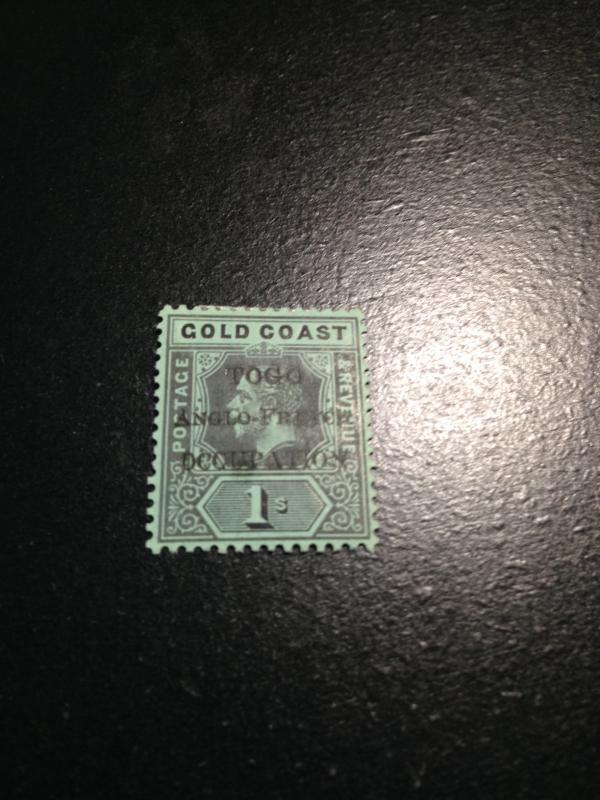 GOLD COAST
POSTAGE
& REVENUE
TOGO
ANGLO-FRENCH
OCCUPATION
1s